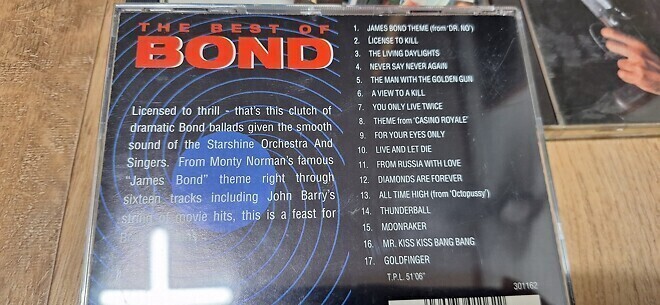 THE BEST OF
BOND
Licensed to thrill - that's this clutch of
dramatic Bond ballads given the smooth
sound of the Starshine Orchestra And
Singers. From Monty Norman's famous
"James Bond" theme right through
sixteen tracks including John Barry's
string of movie hits, this is a feast for
1. JAMES BOND THEME (from 'DR. NO')
2. LICENSE TO KILL
3. THE LIVING DAYLIGHTS
4. NEVER SAY NEVER AGAIN
5. THE MAN WITH THE GOLDEN GUN
6. A VIEW TO A KILL
7. YOU ONLY LIVE TWICE
8. THEME from 'CASINO ROYALE'
9. FOR YOUR EYES ONLY
10. LIVE AND LET DIE
11. FROM RUSSIA WITH LOVE
12. DIAMONDS ARE FOREVER
13. ALL TIME HIGH (from 'Octopussy')
14. THUNDERBALL
15. MOONRAKER
16. MR. KISS KISS BANG BANG
17. GOLDFINGER
T.P.L. 51'06"
301162